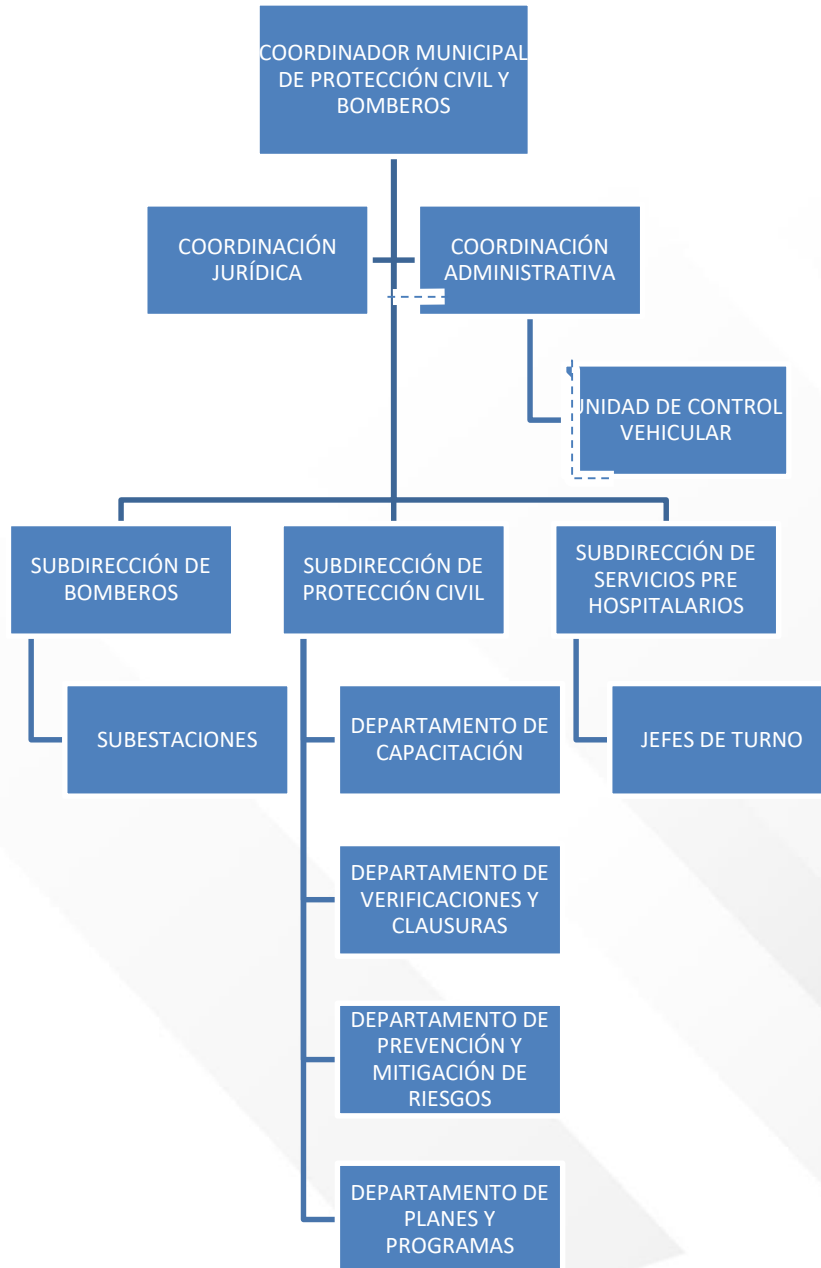 COORDINADOR MUNICIPAL
DE PROTECCIÓN CIVIL Y
BOMBEROS
COORDINACIÓN
JURÍDICA
COORDINACIÓN
ADMINISTRATIVA
UNIDAD DE CONTROL
VEHICULAR
SUBDIRECCIÓN DE
BOMBEROS
SUBDIRECCIÓN DE
PROTECCIÓN CIVIL
SUBDIRECCIÓN DE
SERVICIOS PRE
HOSPITALARIOS
SUBESTACIONES
DEPARTAMENTO DE
CAPACITACIÓN
JEFES DE TURNO
DEPARTAMENTO DE
VERIFICACIONES Y
CLAUSURAS
DEPARTAMENTO DE
PREVENCIÓN Y
MITIGACIÓN DE
RIESGOS
DEPARTAMENTO DE
PLANES Y
PROGRAMAS